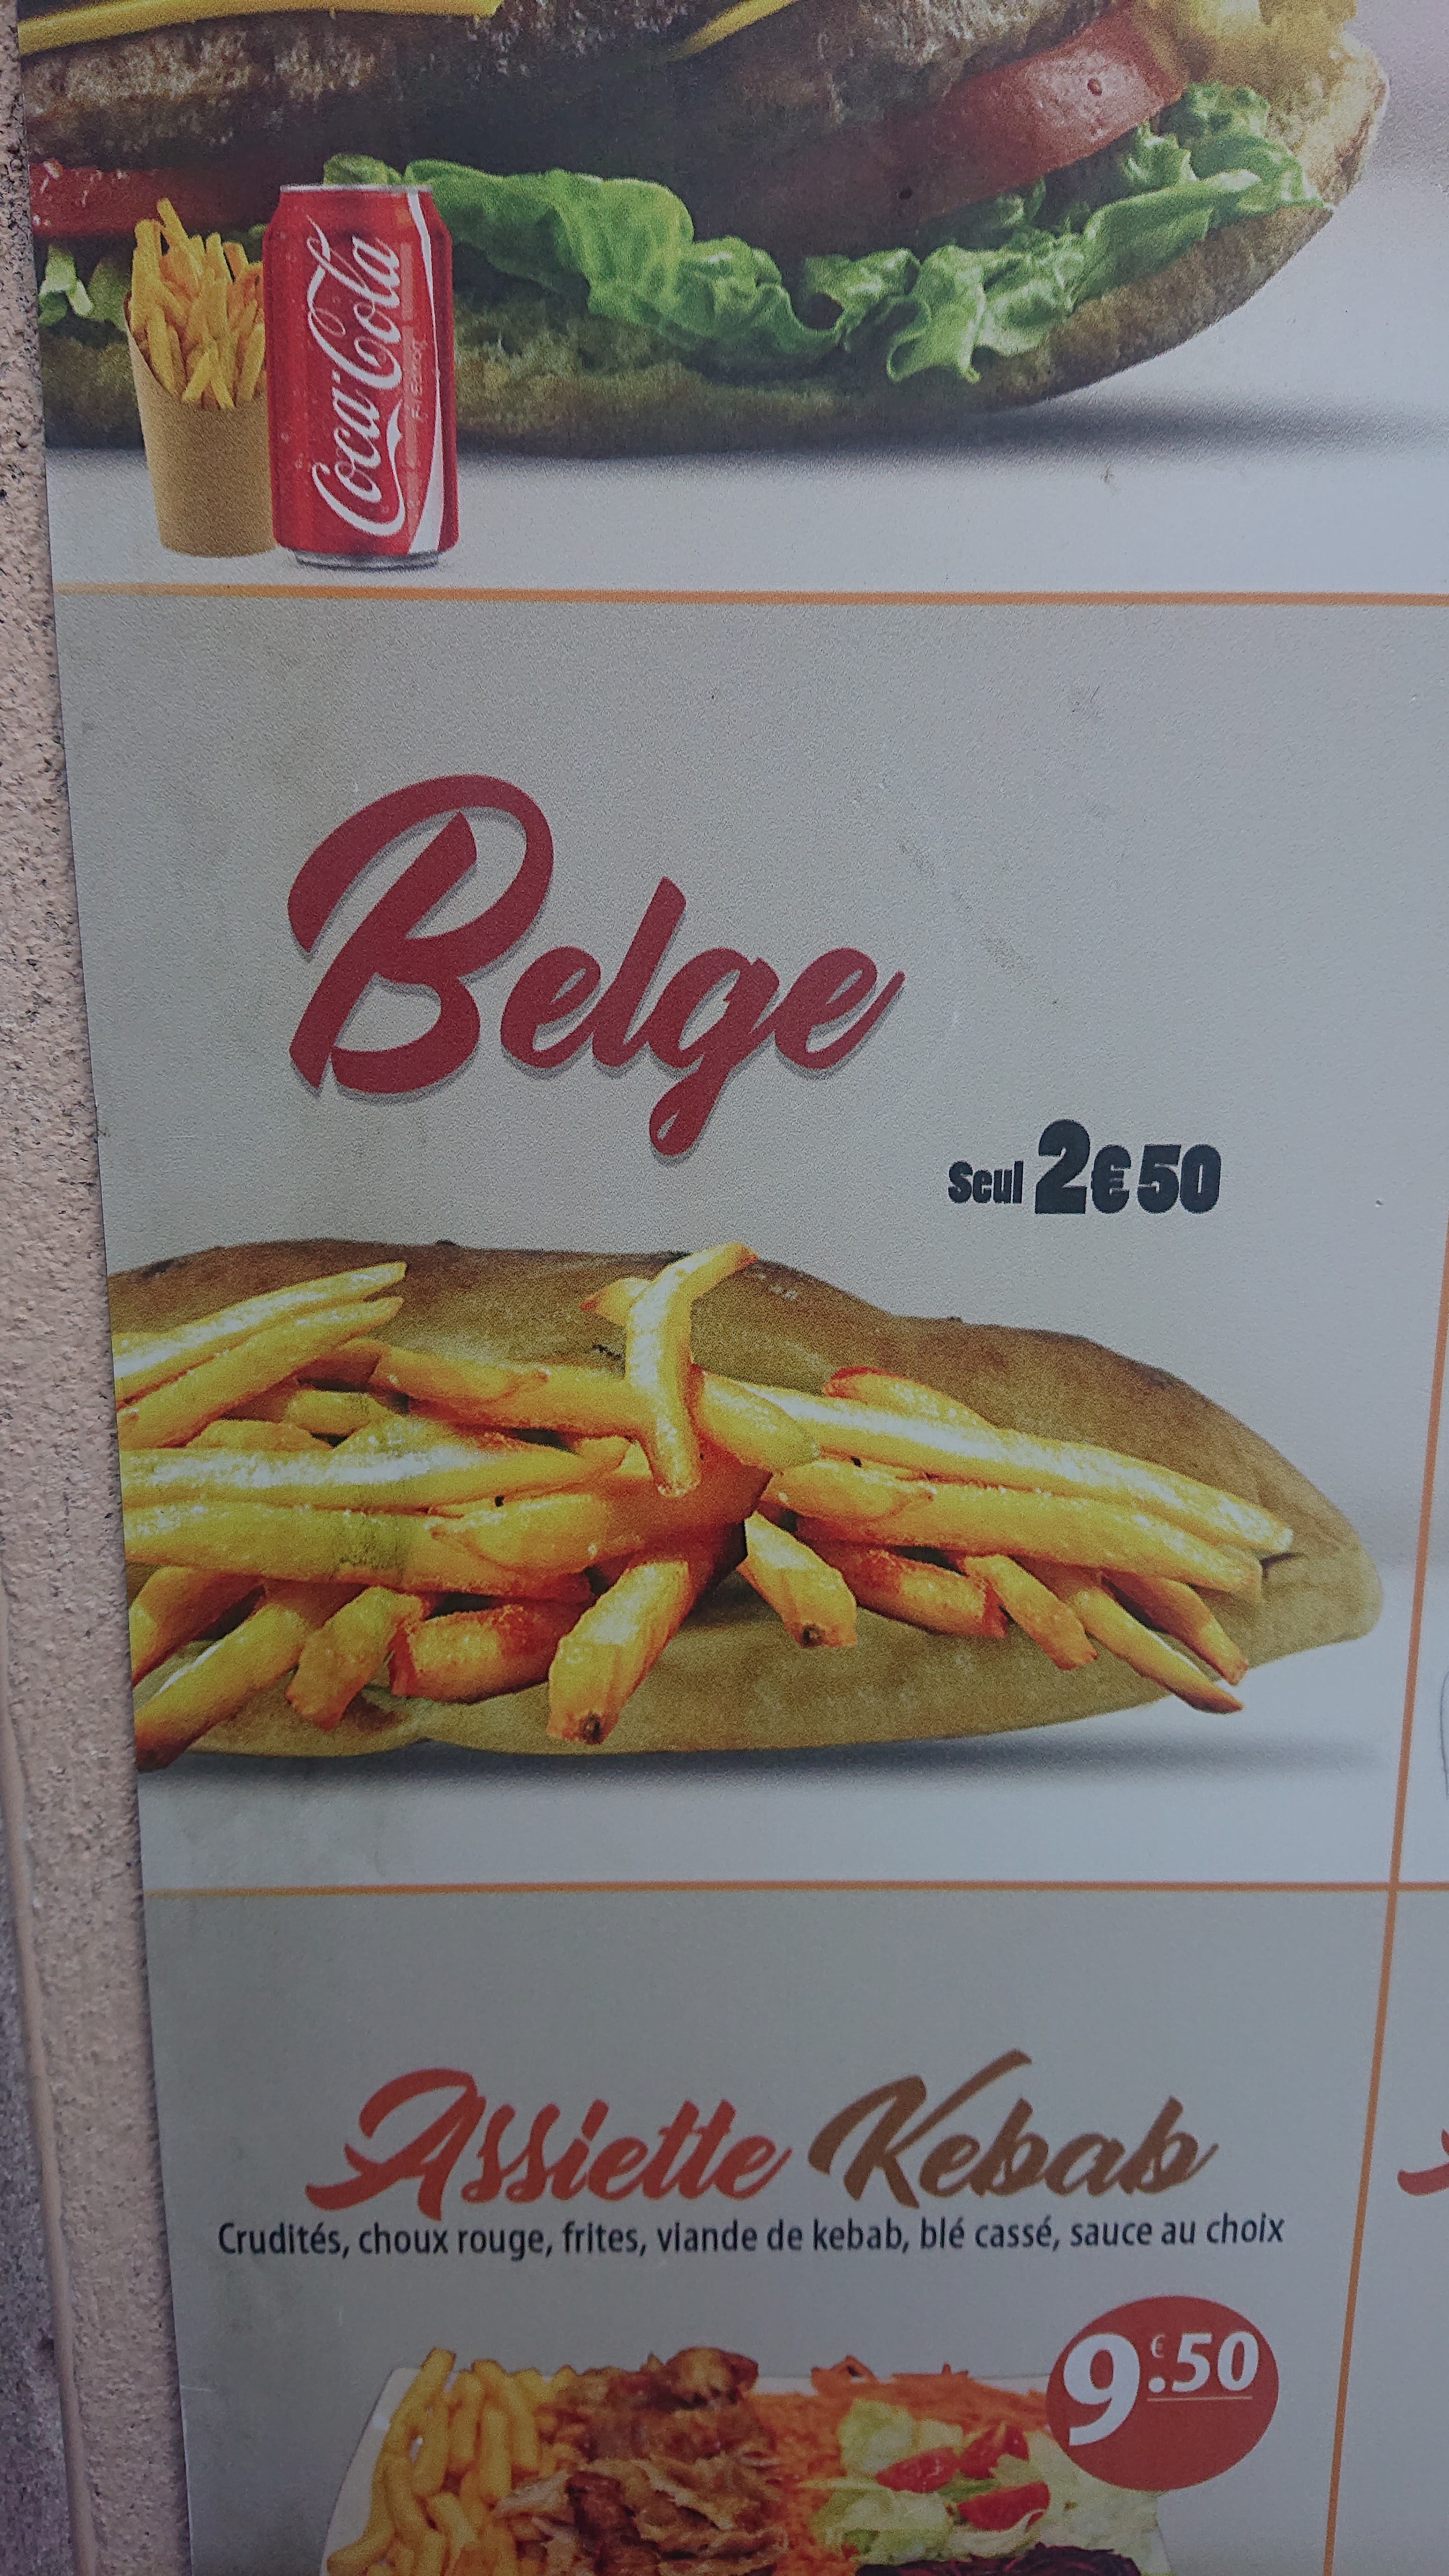 Coca-Cola
Belge
Seul 2€50
Assiette Kebab
Crudités, choux rouge, frites, viande de kebab, blé cassé, sauce au choix
9€.50